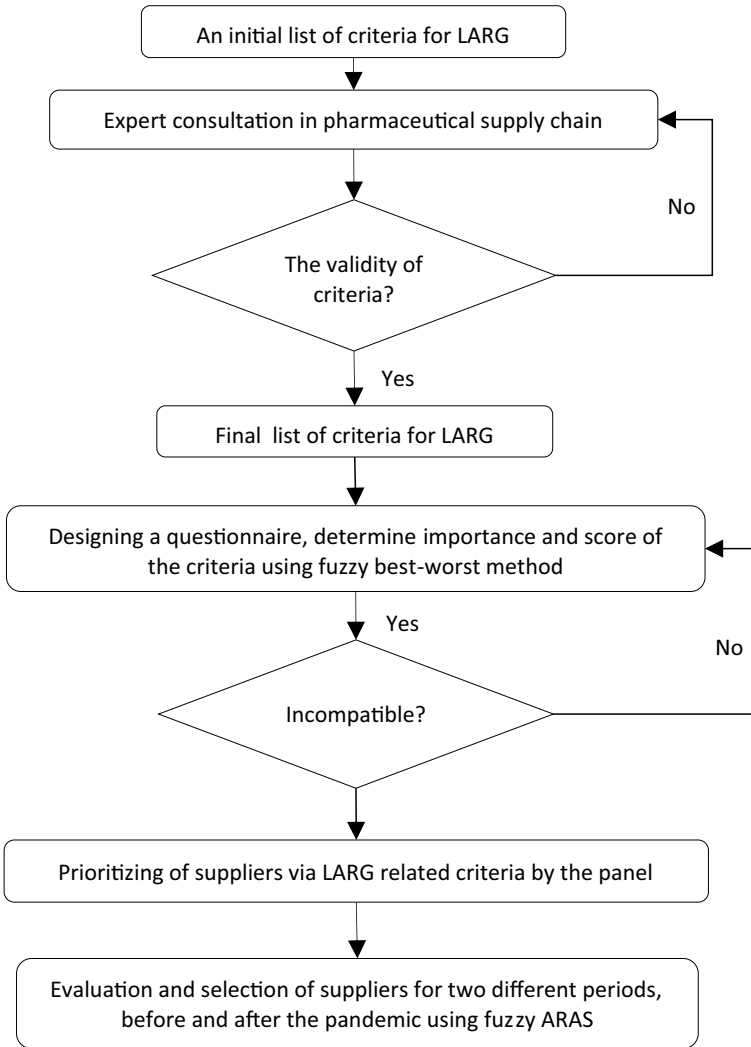 An initial list of criteria for LARG
Expert consultation in pharmaceutical supply chain
No
The validity of
criteria?
Yes
Final list of criteria for LARG
Designing a questionnaire, determine importance and score of
the criteria using fuzzy best-worst method
Yes
No
Incompatible?
Prioritizing of suppliers via LARG related criteria by the panel
Evaluation and selection of suppliers for two different periods,
before and after the pandemic using fuzzy ARAS